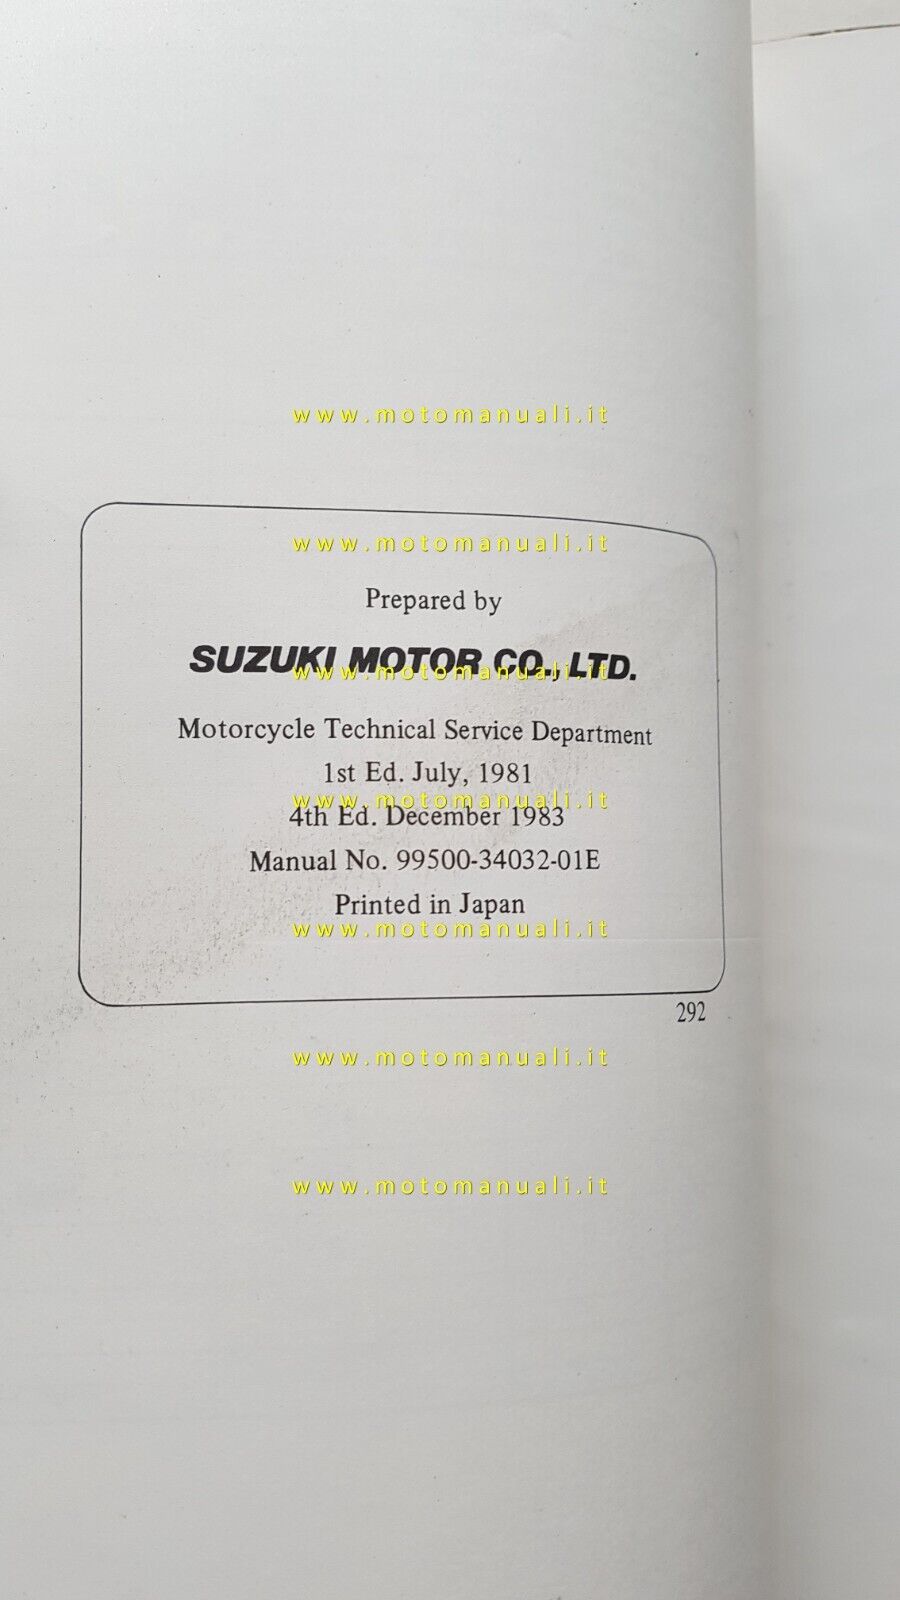 www.motomanuali.it
www.motomanuali.it
Prepared by
SUZUKI MOTOR CO., LTD.
www.motomanuali.it
Motorcycle Technical Service Department
1st Ed. July, 1981
www.motomanuali.it
4th Ed. December 1983
Manual No. 99500-34032-01E
Printed in Japan
www.motomanuali.it
292
www.motomanuali.it
www.motomanuali.it